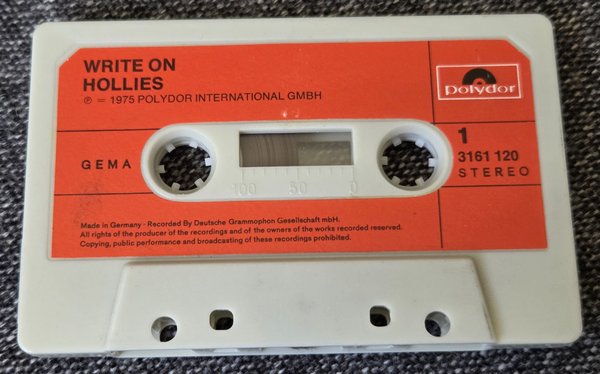 WRITE ON
HOLLIES
℗ = 1975 POLYDOR INTERNATIONAL GMBH
polydor
GEMA
1
3161 120
STEREO
100 50 0
Made in Germany · Recorded By Deutsche Grammophon Gesellschaft mbH.
All rights of the producer of the recordings and of the owners of the works recorded reserved.
Copying, public performance and broadcasting of these recordings prohibited.